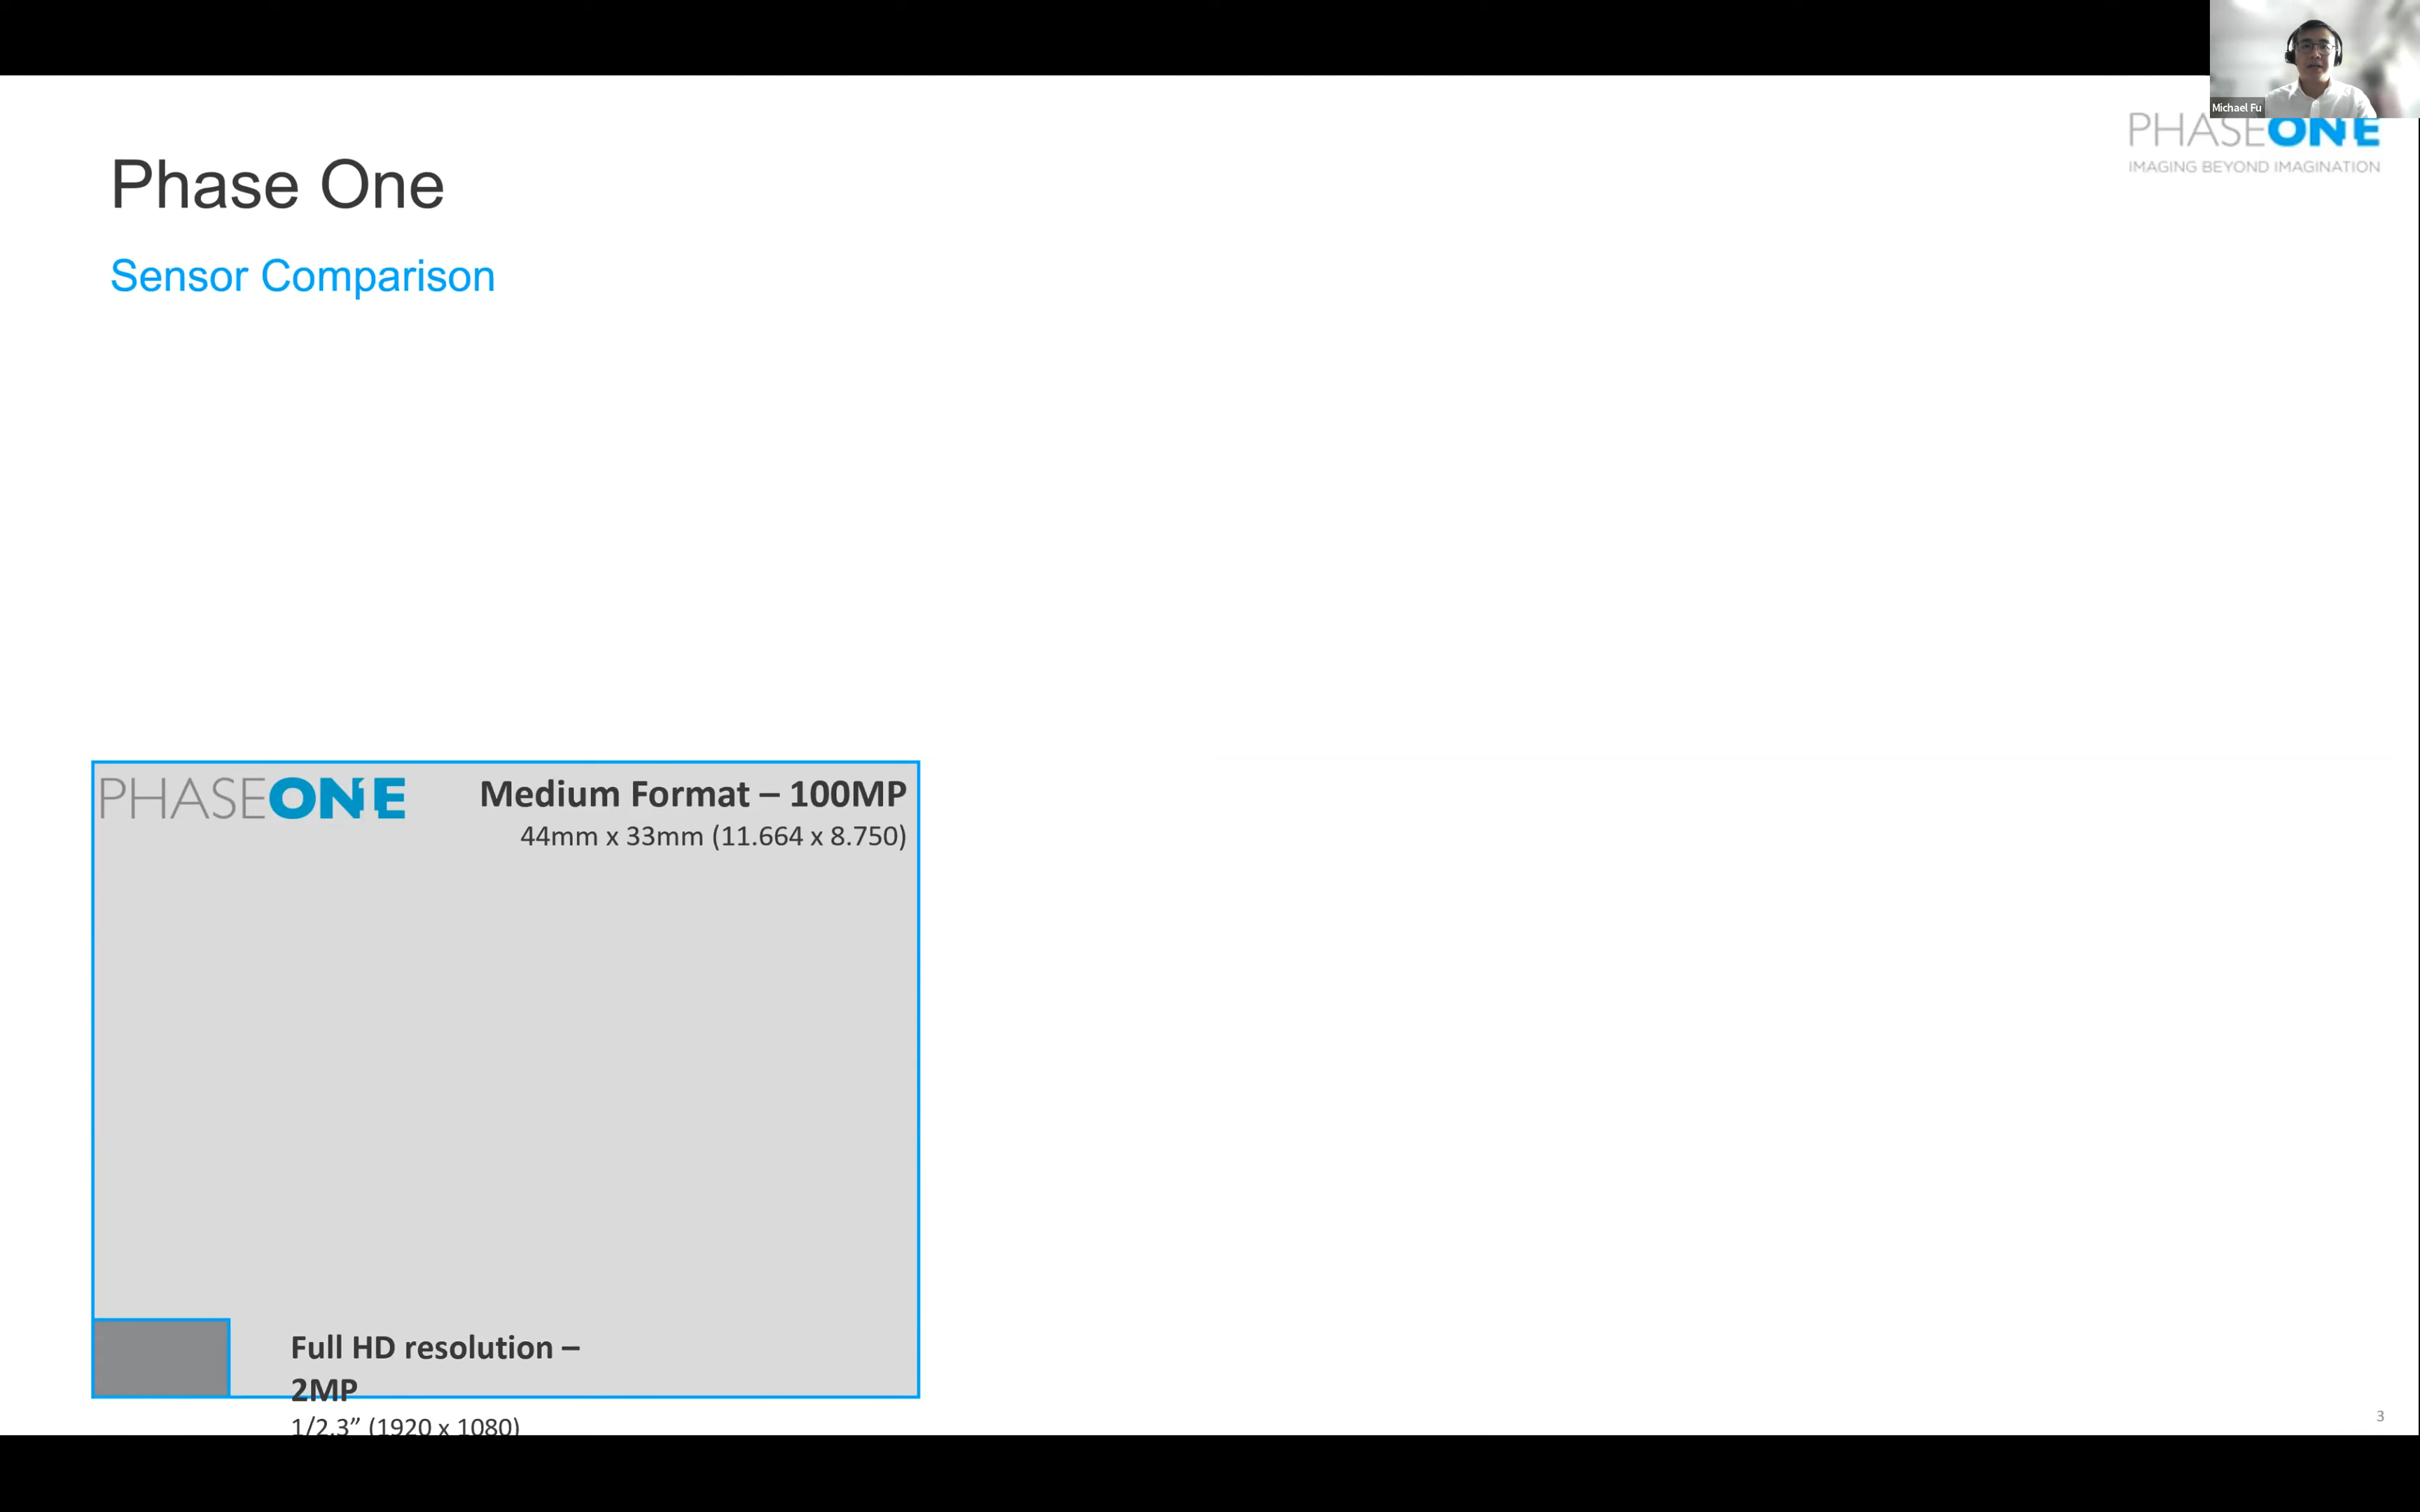 Michael Fu
PHASEONE
IMAGING BEYOND IMAGINATION
Phase One
Sensor Comparison
PHASEONE
Medium Format – 100MP
44mm x 33mm (11.664 x 8.750)
Full HD resolution –
2MP
1/2.3” (1920 x 1080)
3